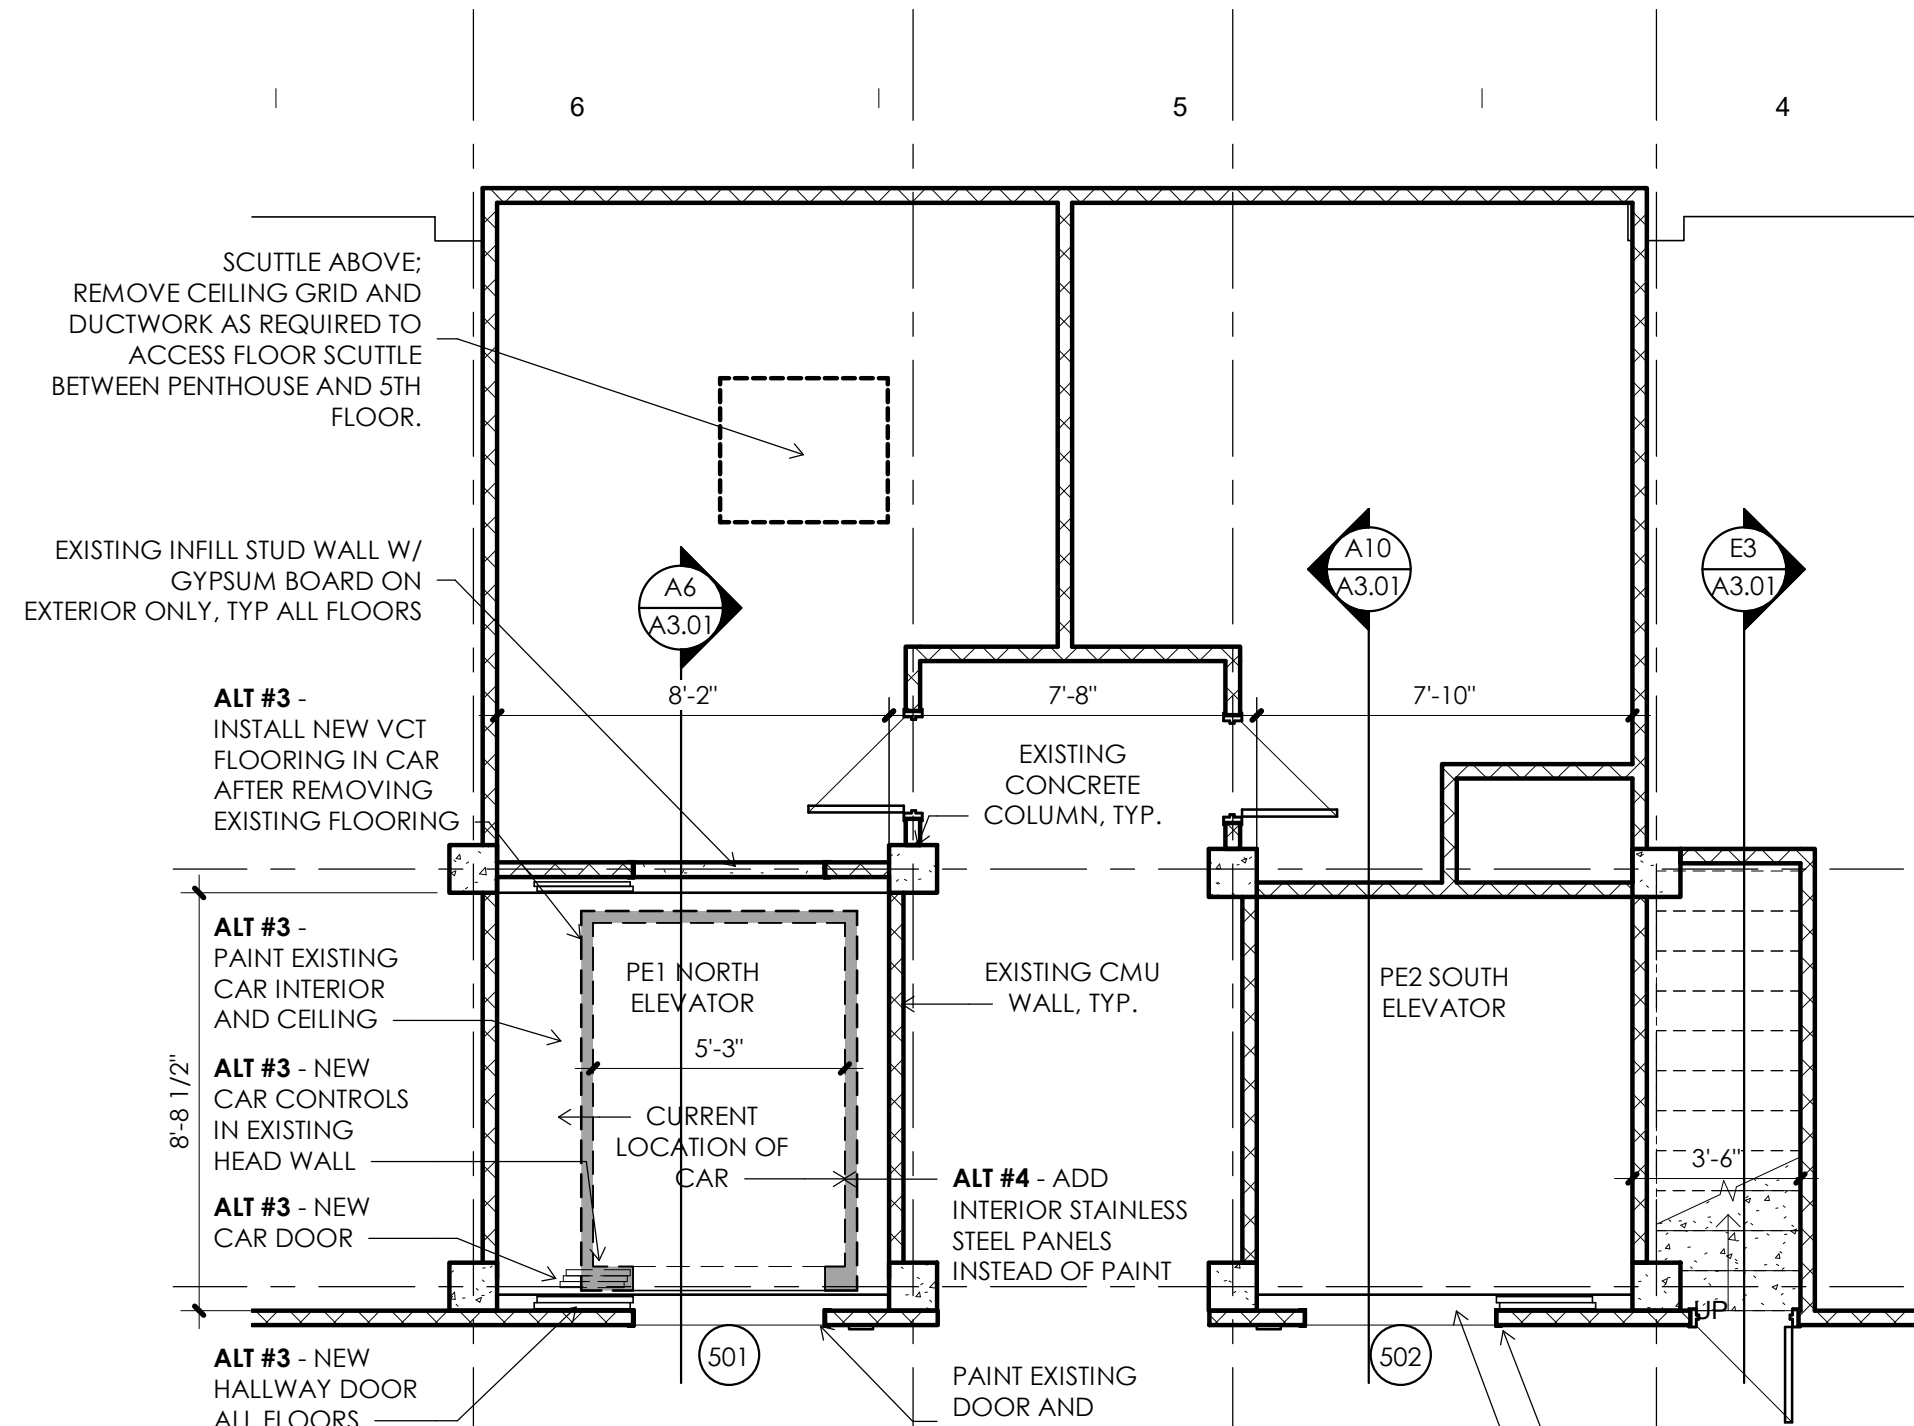 6
5
4
SCUTTLE ABOVE;
REMOVE CEILING GRID AND
DUCTWORK AS REQUIRED TO
ACCESS FLOOR SCUTTLE
BETWEEN PENTHOUSE AND 5TH
FLOOR.
EXISTING INFILL STUD WALL W/
GYPSUM BOARD ON
EXTERIOR ONLY, TYP ALL FLOORS
A6
A3.01
A10
A3.01
E3
A3.01
8'-2"
7'-8"
7'-10"
ALT #3 -
INSTALL NEW VCT
FLOORING IN CAR
AFTER REMOVING
EXISTING FLOORING
EXISTING
CONCRETE
COLUMN, TYP.
ALT #3 -
PAINT EXISTING
CAR INTERIOR
AND CEILING
PE1 NORTH
ELEVATOR
EXISTING CMU
WALL, TYP.
PE2 SOUTH
ELEVATOR
5'-3"
8'-8 1/2"
ALT #3 - NEW
CAR CONTROLS
IN EXISTING
HEAD WALL
CURRENT
LOCATION OF
CAR
ALT #3 - NEW
CAR DOOR
ALT #4 - ADD
INTERIOR STAINLESS
STEEL PANELS
INSTEAD OF PAINT
3'-6"
UP
501
502
ALT #3 - NEW
HALLWAY DOOR
ALL FLOORS
PAINT EXISTING
DOOR AND